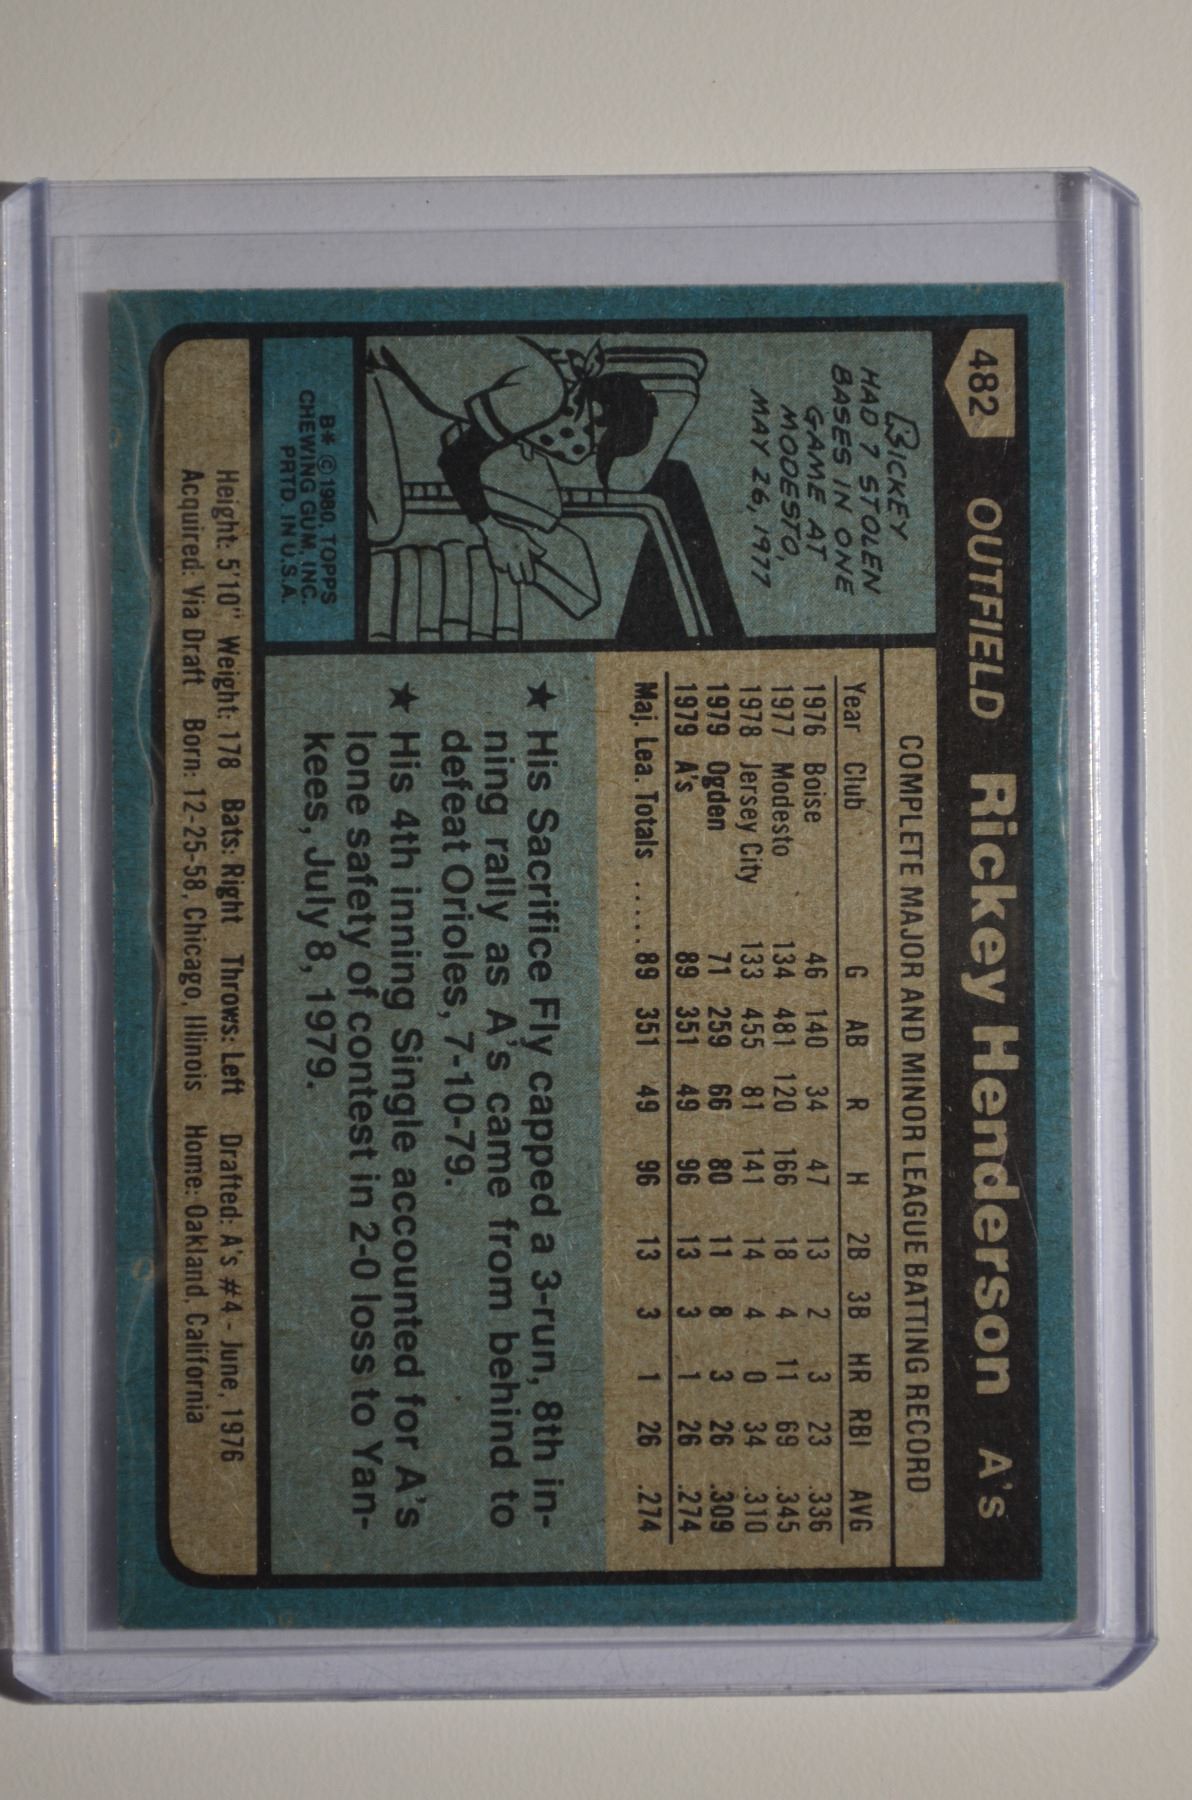 482 OUTFIELD Rickey Henderson A's
RICKEY
HAD 7 STOLEN
BASES IN ONE
GAME AT
MODESTO,
MAY 26, 1977
B* © 1980, TOPPS
CHEWING GUM, INC.
PRTD. IN U.S.A.
COMPLETE MAJOR AND MINOR LEAGUE BATTING RECORD
Year Club G AB R H 2B 3B HR RBI AVG
1976 Boise 46 140 34 47 13 2 3 23 .336
1977 Modesto 134 481 120 166 18 4 11 69 .345
1978 Jersey City 133 455 81 141 14 4 0 34 .310
1979 Ogden 71 259 66 80 11 8 3 26 .309
1979 A's 89 351 49 96 13 3 1 26 .274
Maj. Lea. Totals ..... 89 351 49 96 13 3 1 26 .274
★ His Sacrifice Fly capped a 3-run, 8th in-
ning rally as A's came from behind to
defeat Orioles, 7-10-79.
★ His 4th inning Single accounted for A's
lone safety of contest in 2-0 loss to Yan-
kees, July 8, 1979.
Height: 5'10" Weight: 178 Bats: Right Throws: Left Drafted: A's #4 - June, 1976
Acquired: Via Draft Born: 12-25-58, Chicago, Illinois Home: Oakland, California